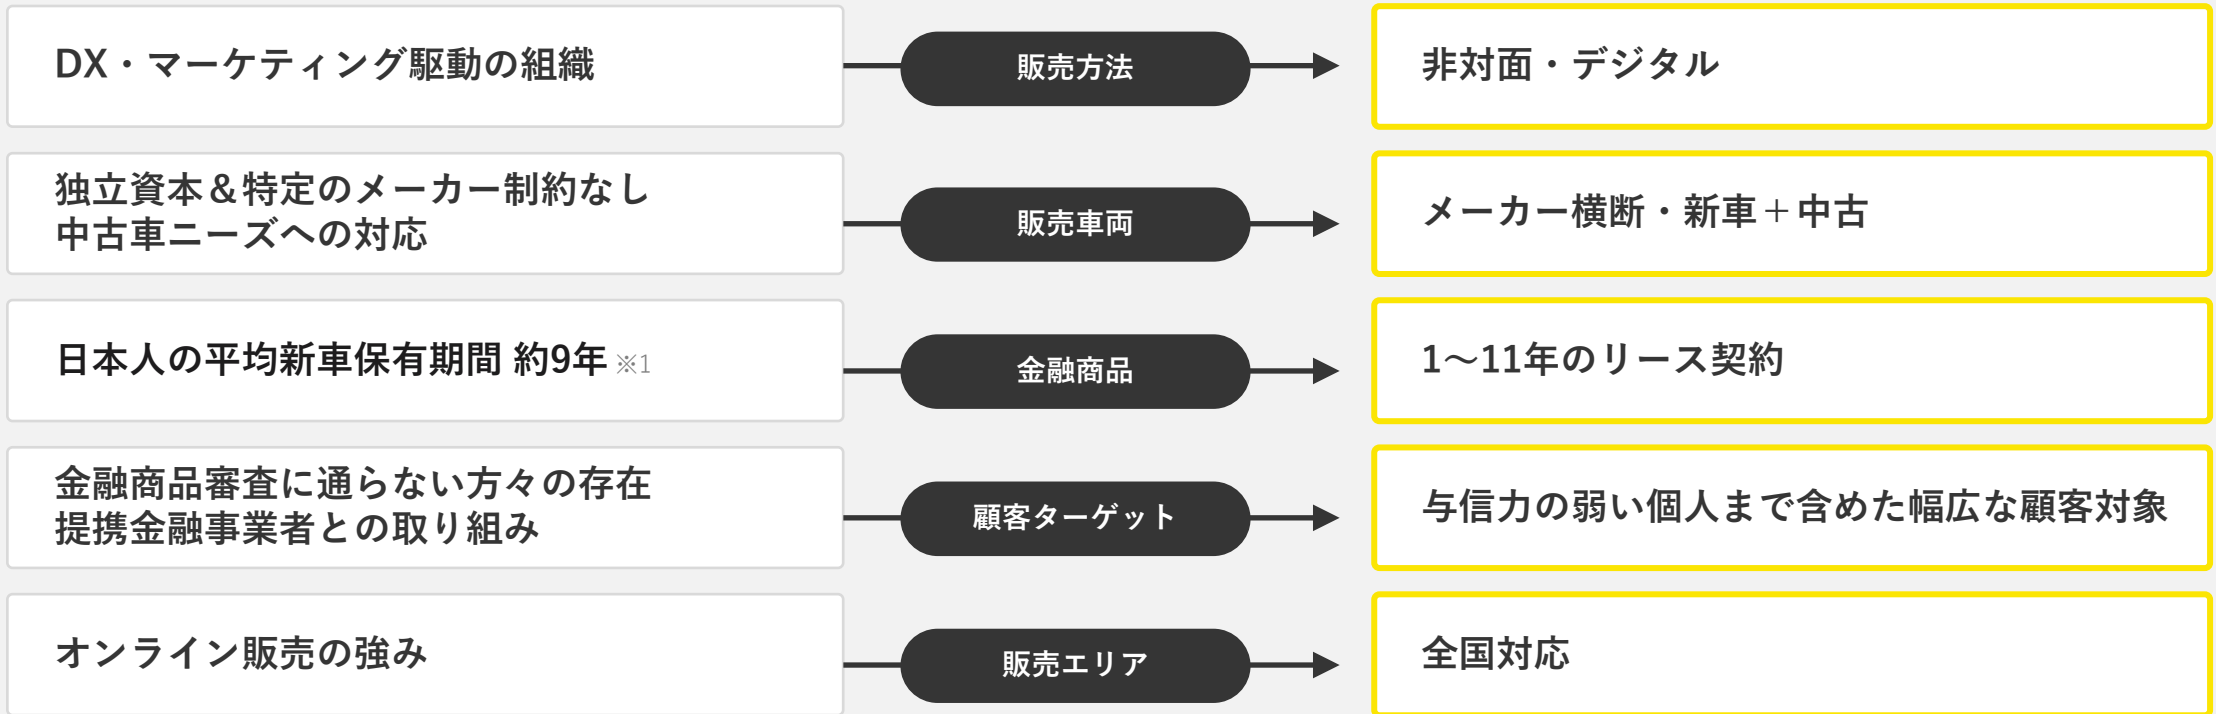 DX・マーケティング駆動の組織
販売方法
非対面・デジタル
独立資本＆特定のメーカー制約なし
中古車ニーズへの対応
販売車両
メーカー横断・新車＋中古
日本人の平均新車保有期間 約9年 ※1
金融商品
1〜11年のリース契約
金融商品審査に通らない方々の存在
提携金融事業者との取り組み
顧客ターゲット
与信力の弱い個人まで含めた幅広な顧客対象
オンライン販売の強み
販売エリア
全国対応